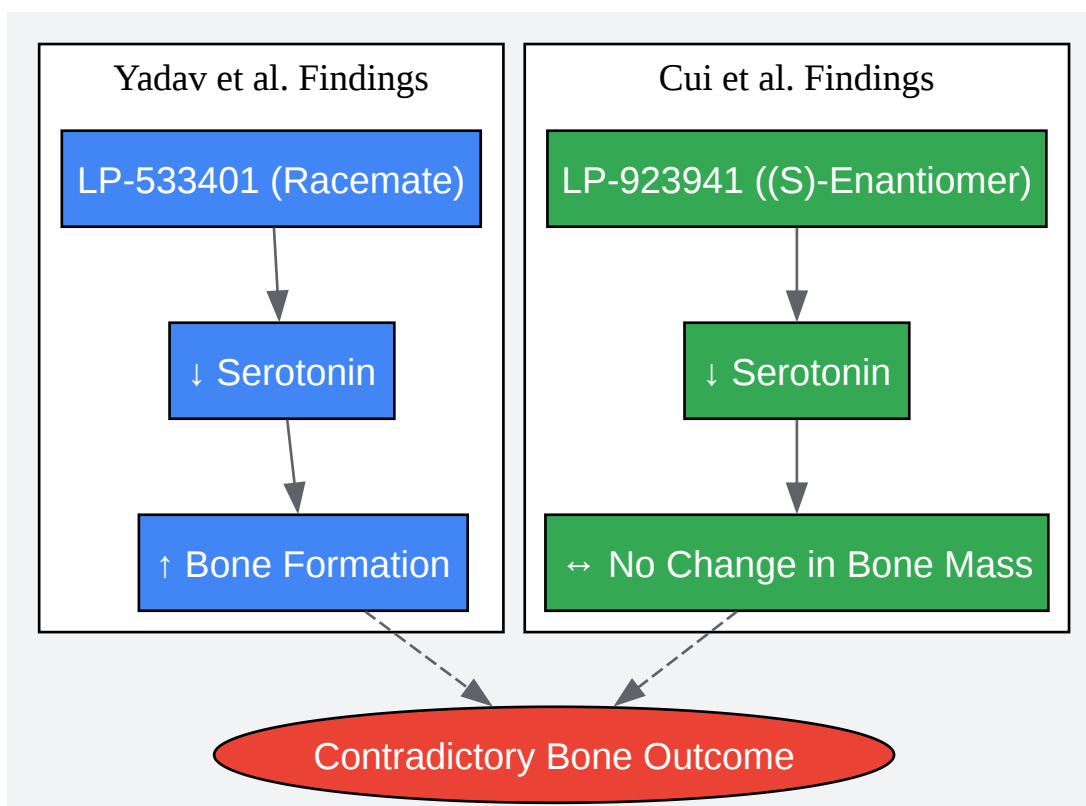 Yadav et al. Findings
LP-533401 (Racemate)
↓ Serotonin
↑ Bone Formation
Cui et al. Findings
LP-923941 ((S)-Enantiomer)
↓ Serotonin
↔ No Change in Bone Mass
Contradictory Bone Outcome